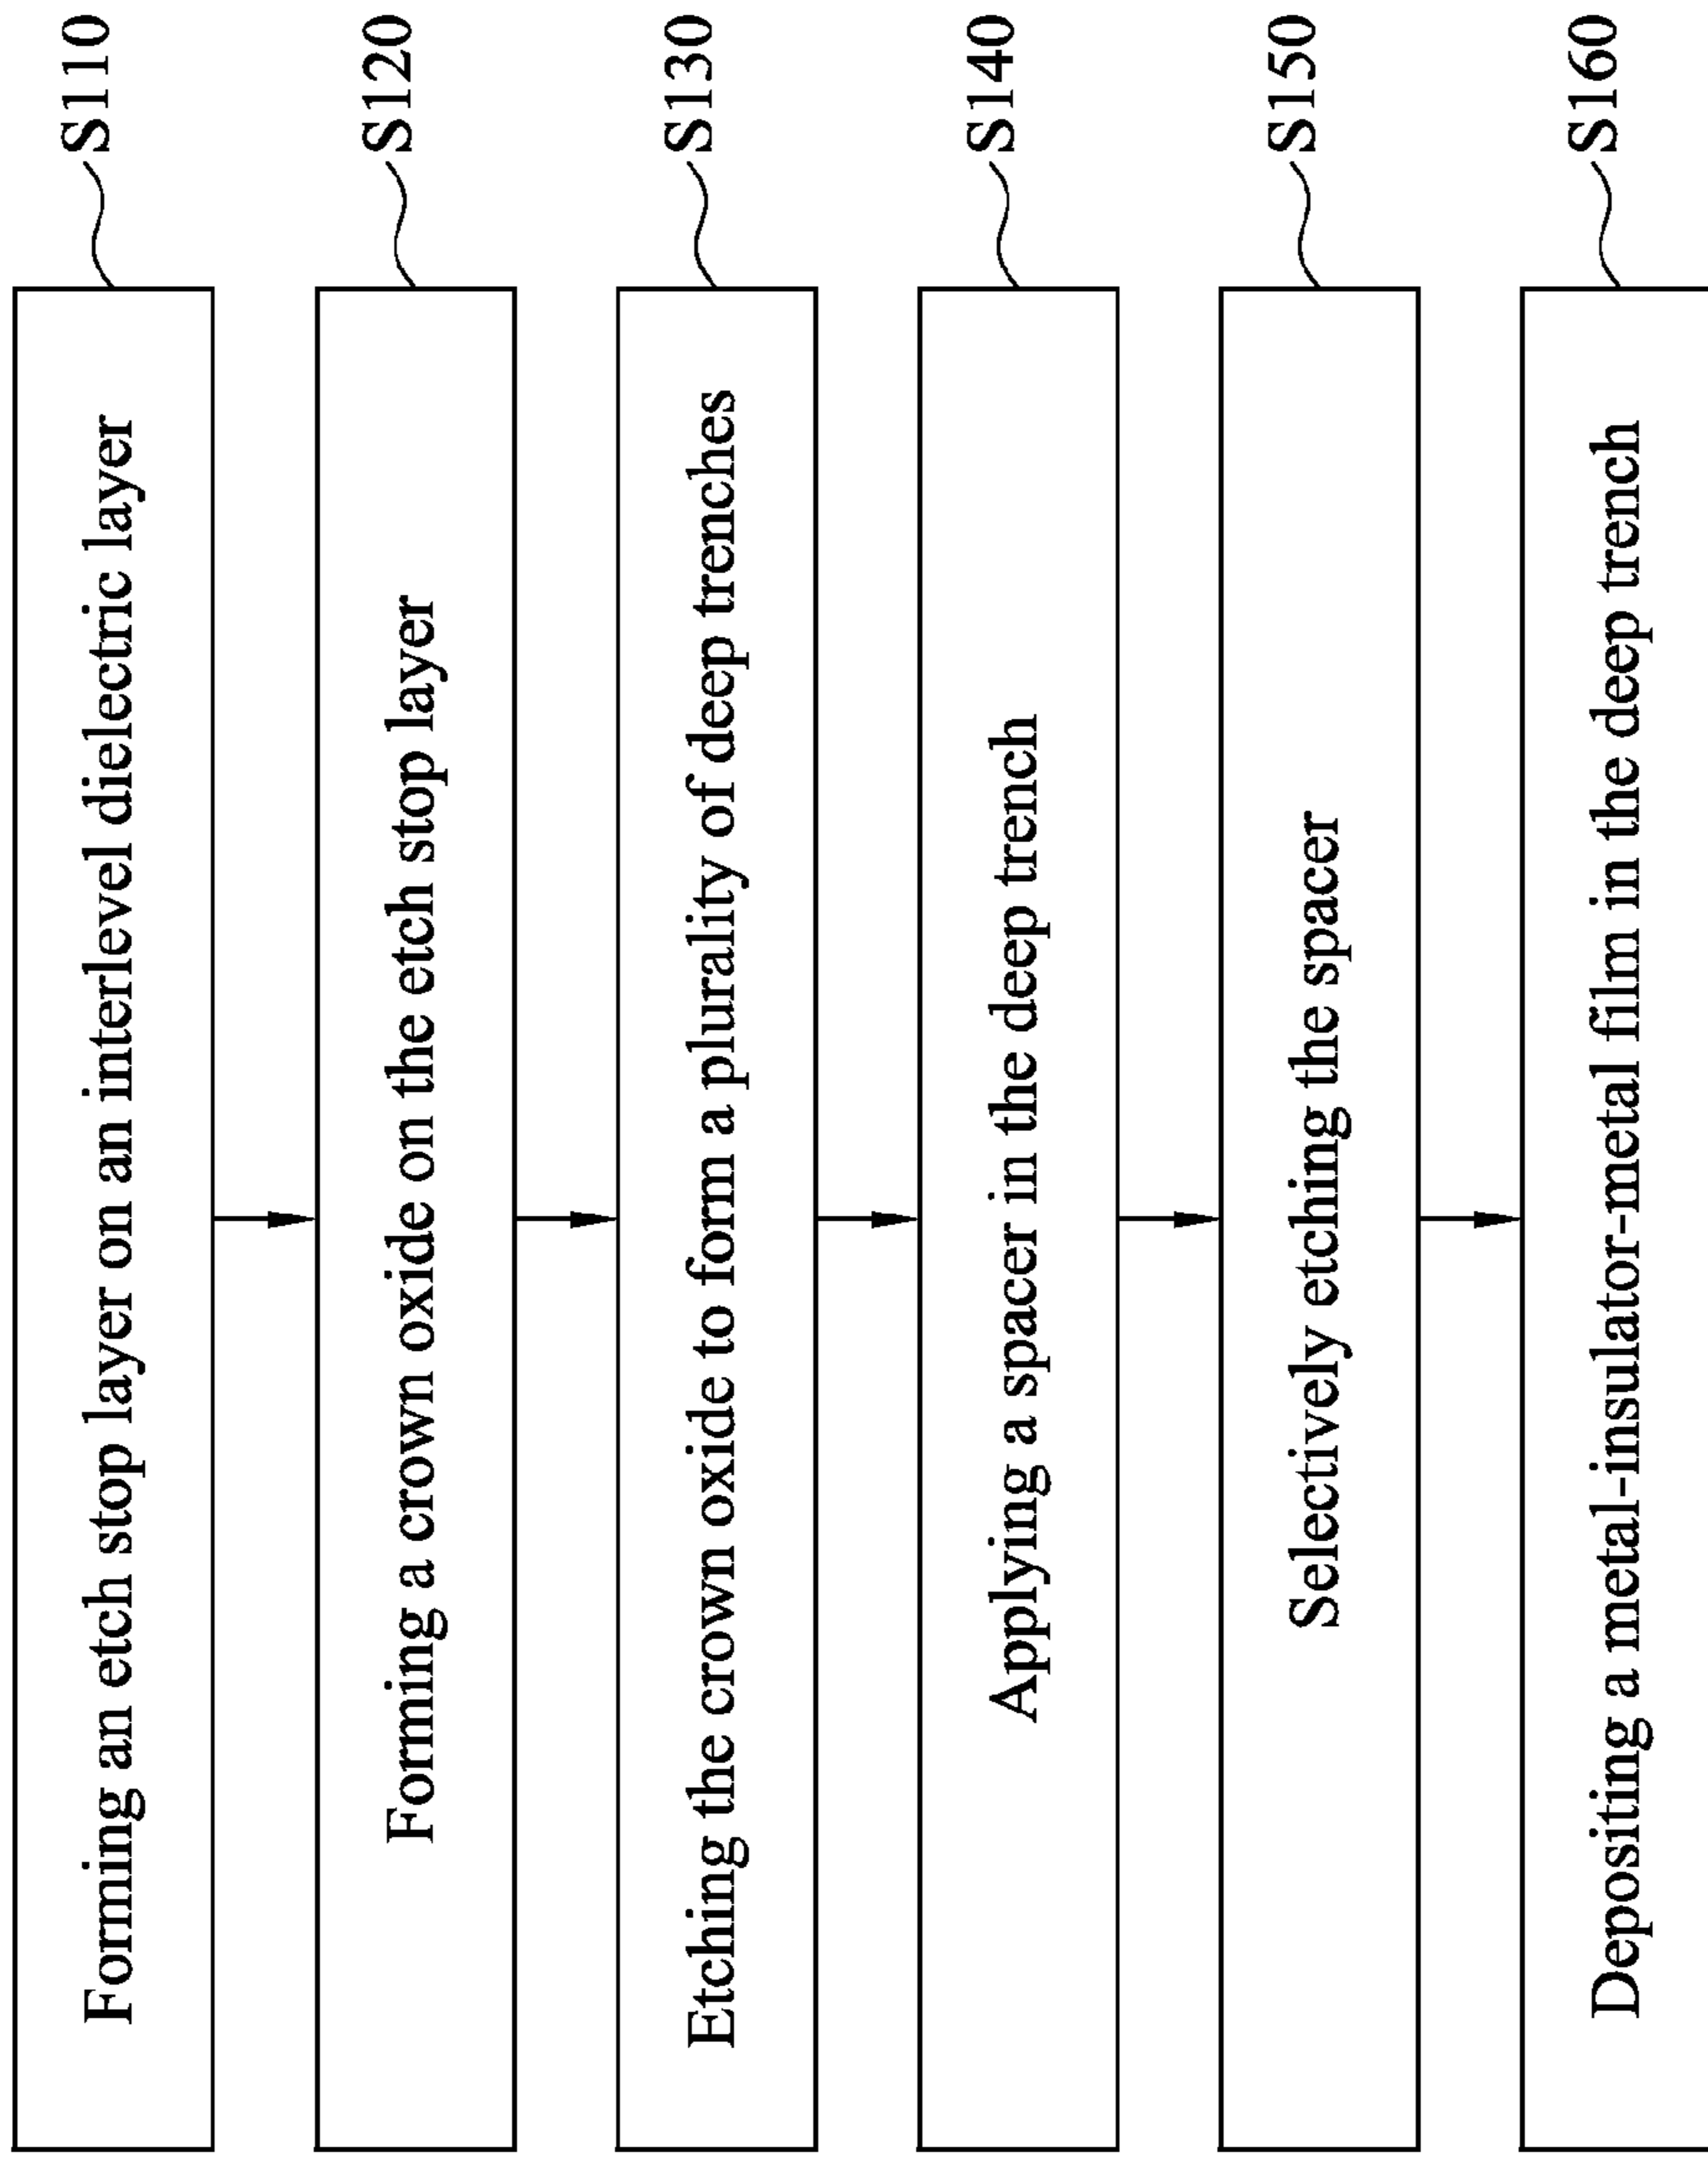 Forming an etch stop layer on an interlevel dielectric layer
S110
Forming a crown oxide on the etch stop layer
S120
Etching the crown oxide to form a plurality of deep trenches
S130
Applying a spacer in the deep trench
S140
Selectively etching the spacer
S150
Depositing a metal-insulator-metal film in the deep trench
S160